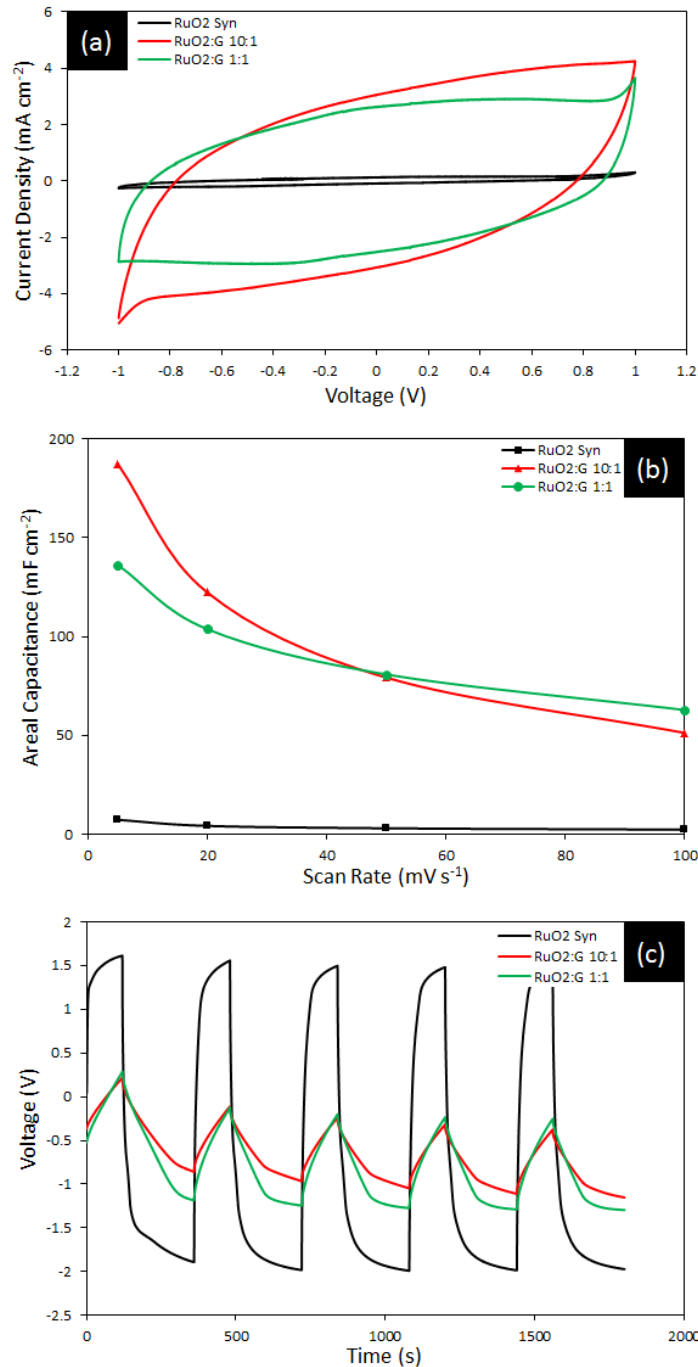 (a)
RuO2 Syn
RuO2:G 10:1
RuO2:G 1:1
Current Density (mA cm⁻²)
6
4
2
0
-2
-4
-6
-1.2 -1 -0.8 -0.6 -0.4 -0.2 0 0.2 0.4 0.6 0.8 1 1.2
Voltage (V)
(b)
RuO2 Syn
RuO2:G 10:1
RuO2:G 1:1
Areal Capacitance (mF cm⁻²)
200
150
100
50
0
0 20 40 60 80 100
Scan Rate (mV s⁻¹)
(c)
RuO2 Syn
RuO2:G 10:1
RuO2:G 1:1
Voltage (V)
2
1.5
1
0.5
0
-0.5
-1
-1.5
-2
-2.5
0 500 1000 1500 2000
Time (s)